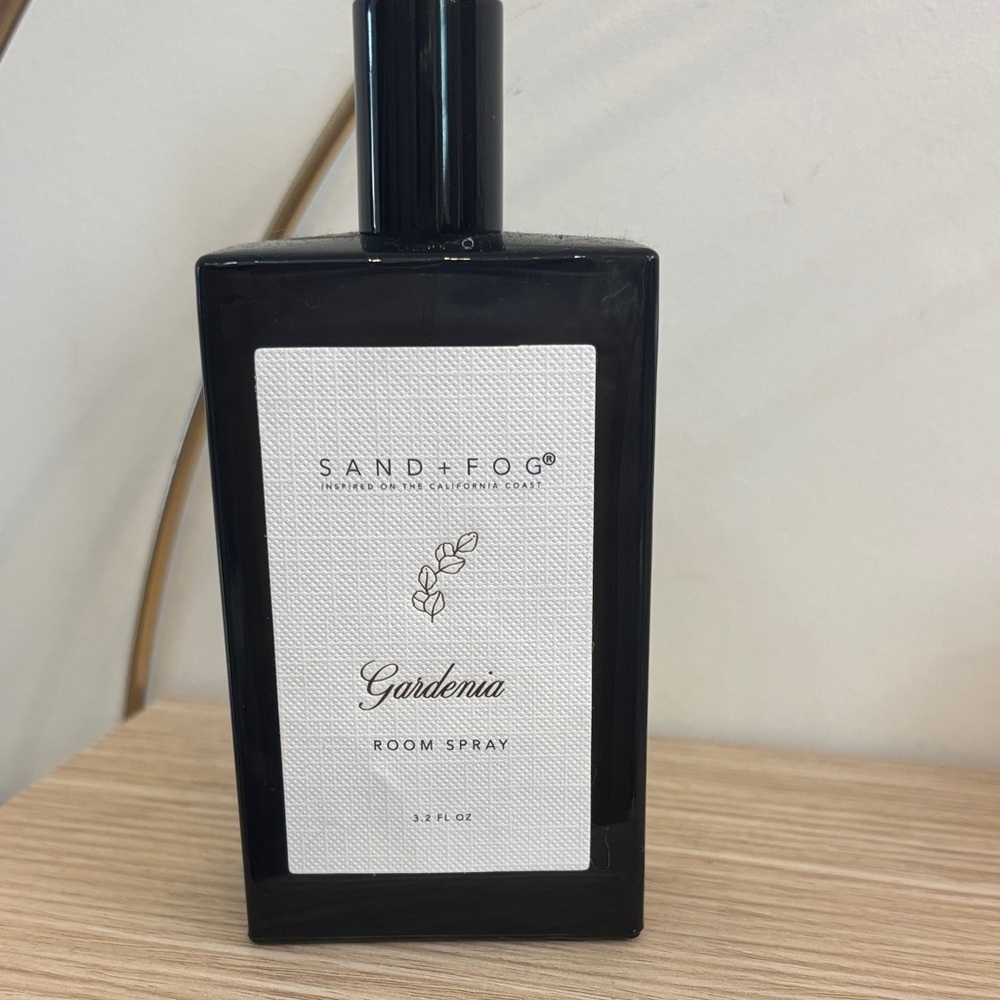 SAND+FOG®
INSPIRED ON THE CALIFORNIA COAST
Gardenia
ROOM SPRAY
3.2 FL OZ